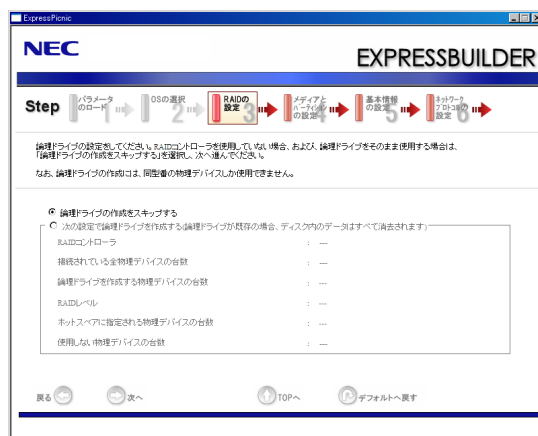 ExpressPicnic
NEC
EXPRESSBUILDER
Step
パラメータ
のロード 1
OSの選択
2
RAIDの
設定 3
メディアと
パーティション
の設定 4
基本情報
の設定 5
ネットワーク
プロトコルの
設定 6
論理ドライブの設定をしてください。RAIDコントローラを使用していない場合、および、論理ドライブをそのまま使用する場合は、
「論理ドライブの作成をスキップする」を選択し、次へ進んでください。
なお、論理ドライブの作成には、同型番の物理デバイスしか使用できません。
論理ドライブの作成をスキップする
次の設定で論理ドライブを作成する(論理ドライブが既存の場合、ディスク内のデータはすべて消去されます)
RAIDコントローラ : ---
接続されている全物理デバイスの台数 : ---
論理ドライブを作成する物理デバイスの台数 : ---
RAIDレベル : ---
ホットスペアに指定される物理デバイスの台数 : ---
使用しない物理デバイスの台数 : ---
戻る 次へ TOPへ デフォルトへ戻す